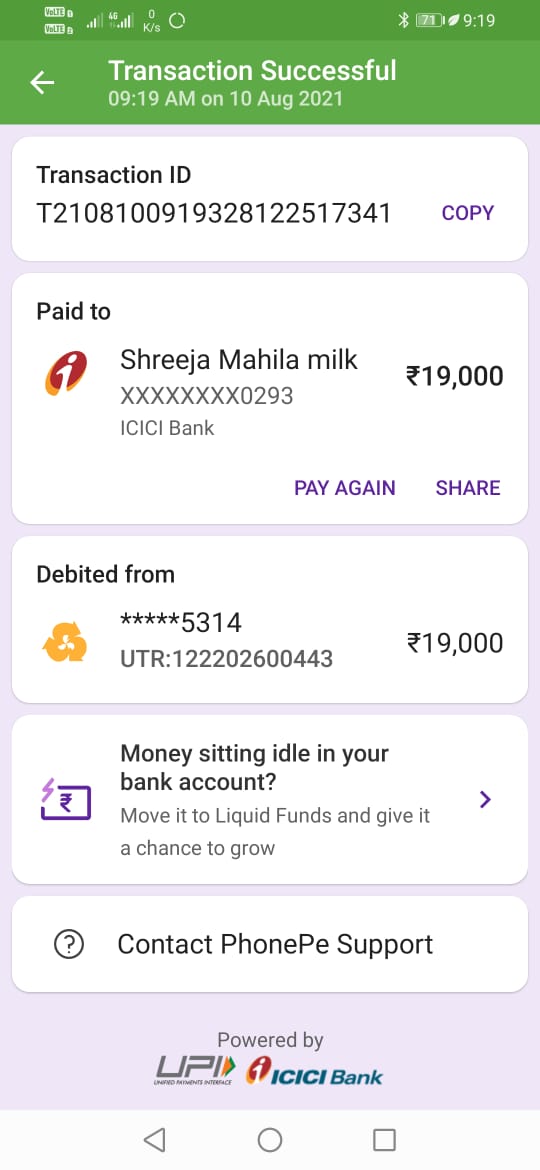 VoLTE 1
VoLTE 2
4G
0
K/s
71
9:19
Transaction Successful
09:19 AM on 10 Aug 2021
Transaction ID
T2108100919328122517341
COPY
Paid to
Shreeja Mahila milk
₹19,000
XXXXXXXX0293
ICICI Bank
PAY AGAIN
SHARE
Debited from
*****5314
₹19,000
UTR:122202600443
Money sitting idle in your
bank account?
Move it to Liquid Funds and give it
a chance to grow
Contact PhonePe Support
Powered by
UPI
UNIFIED PAYMENTS INTERFACE
ICICI Bank